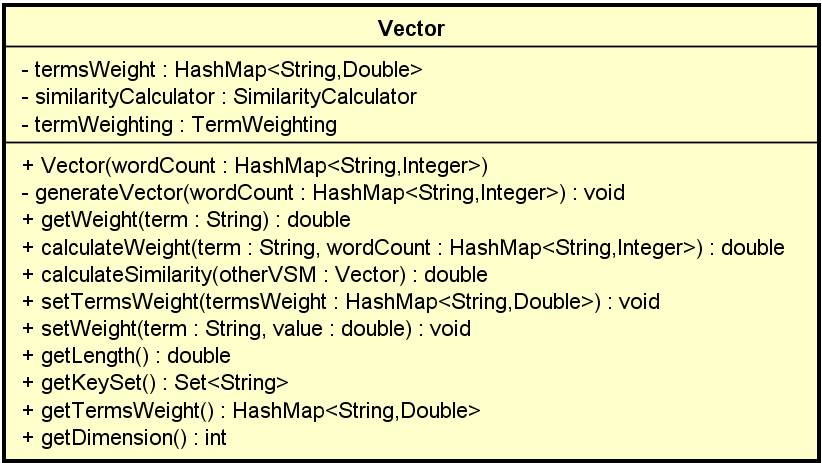 Vector
- termsWeight : HashMap<String,Double>
- similarityCalculator : SimilarityCalculator
- termWeighting : TermWeighting
+ Vector(wordCount : HashMap<String,Integer>)
- generateVector(wordCount : HashMap<String,Integer>) : void
+ getWeight(term : String) : double
+ calculateWeight(term : String, wordCount : HashMap<String,Integer>) : double
+ calculateSimilarity(otherVSM : Vector) : double
+ setTermsWeight(termsWeight : HashMap<String,Double>) : void
+ setWeight(term : String, value : double) : void
+ getLength() : double
+ getKeySet() : Set<String>
+ getTermsWeight() : HashMap<String,Double>
+ getDimension() : int